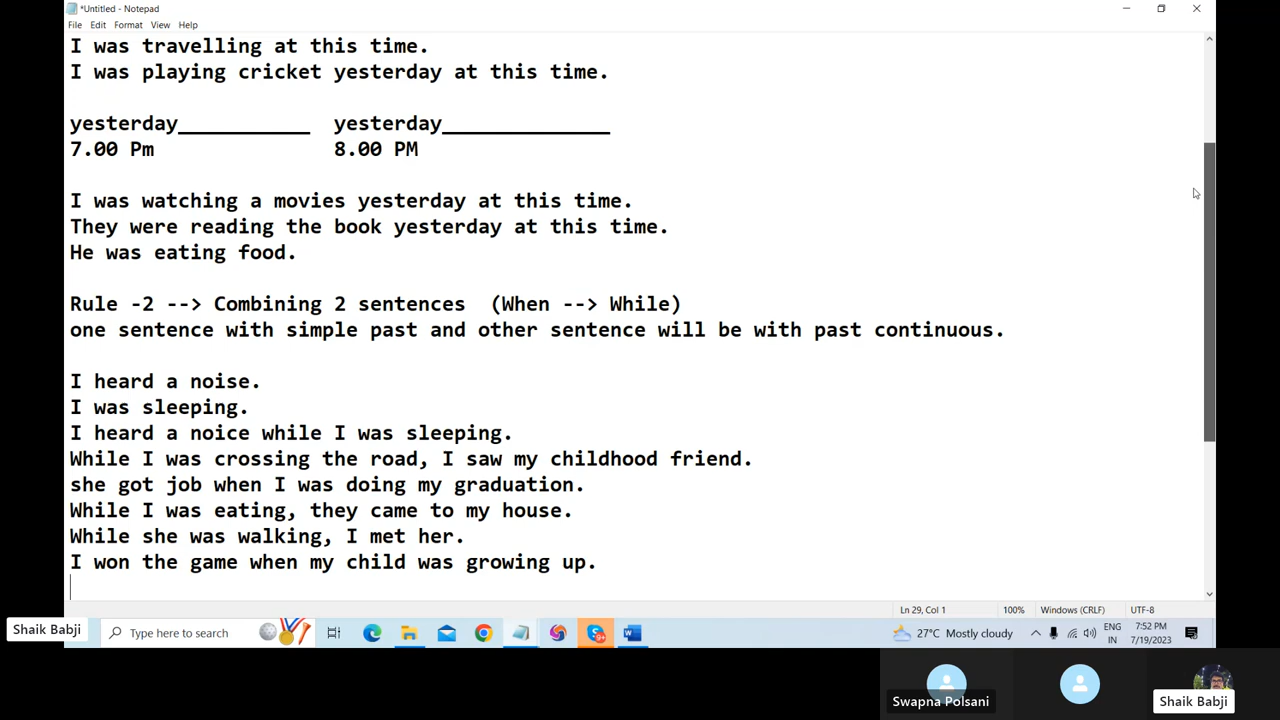 *Untitled - Notepad
File Edit Format View Help
I was travelling at this time.
I was playing cricket yesterday at this time.
yesterday___________ yesterday______________
7.00 Pm 8.00 PM
I was watching a movies yesterday at this time.
They were reading the book yesterday at this time.
He was eating food.
Rule -2 --> Combining 2 sentences (When --> While)
one sentence with simple past and other sentence will be with past continuous.
I heard a noise.
I was sleeping.
I heard a noice while I was sleeping.
While I was crossing the road, I saw my childhood friend.
she got job when I was doing my graduation.
While I was eating, they came to my house.
While she was walking, I met her.
I won the game when my child was growing up.
Ln 29, Col 1 100% Windows (CRLF) UTF-8
Shaik Babji
Type here to search
27°C Mostly cloudy
ENG
IN
7:52 PM
7/19/2023
Swapna Polsani
Shaik Babji